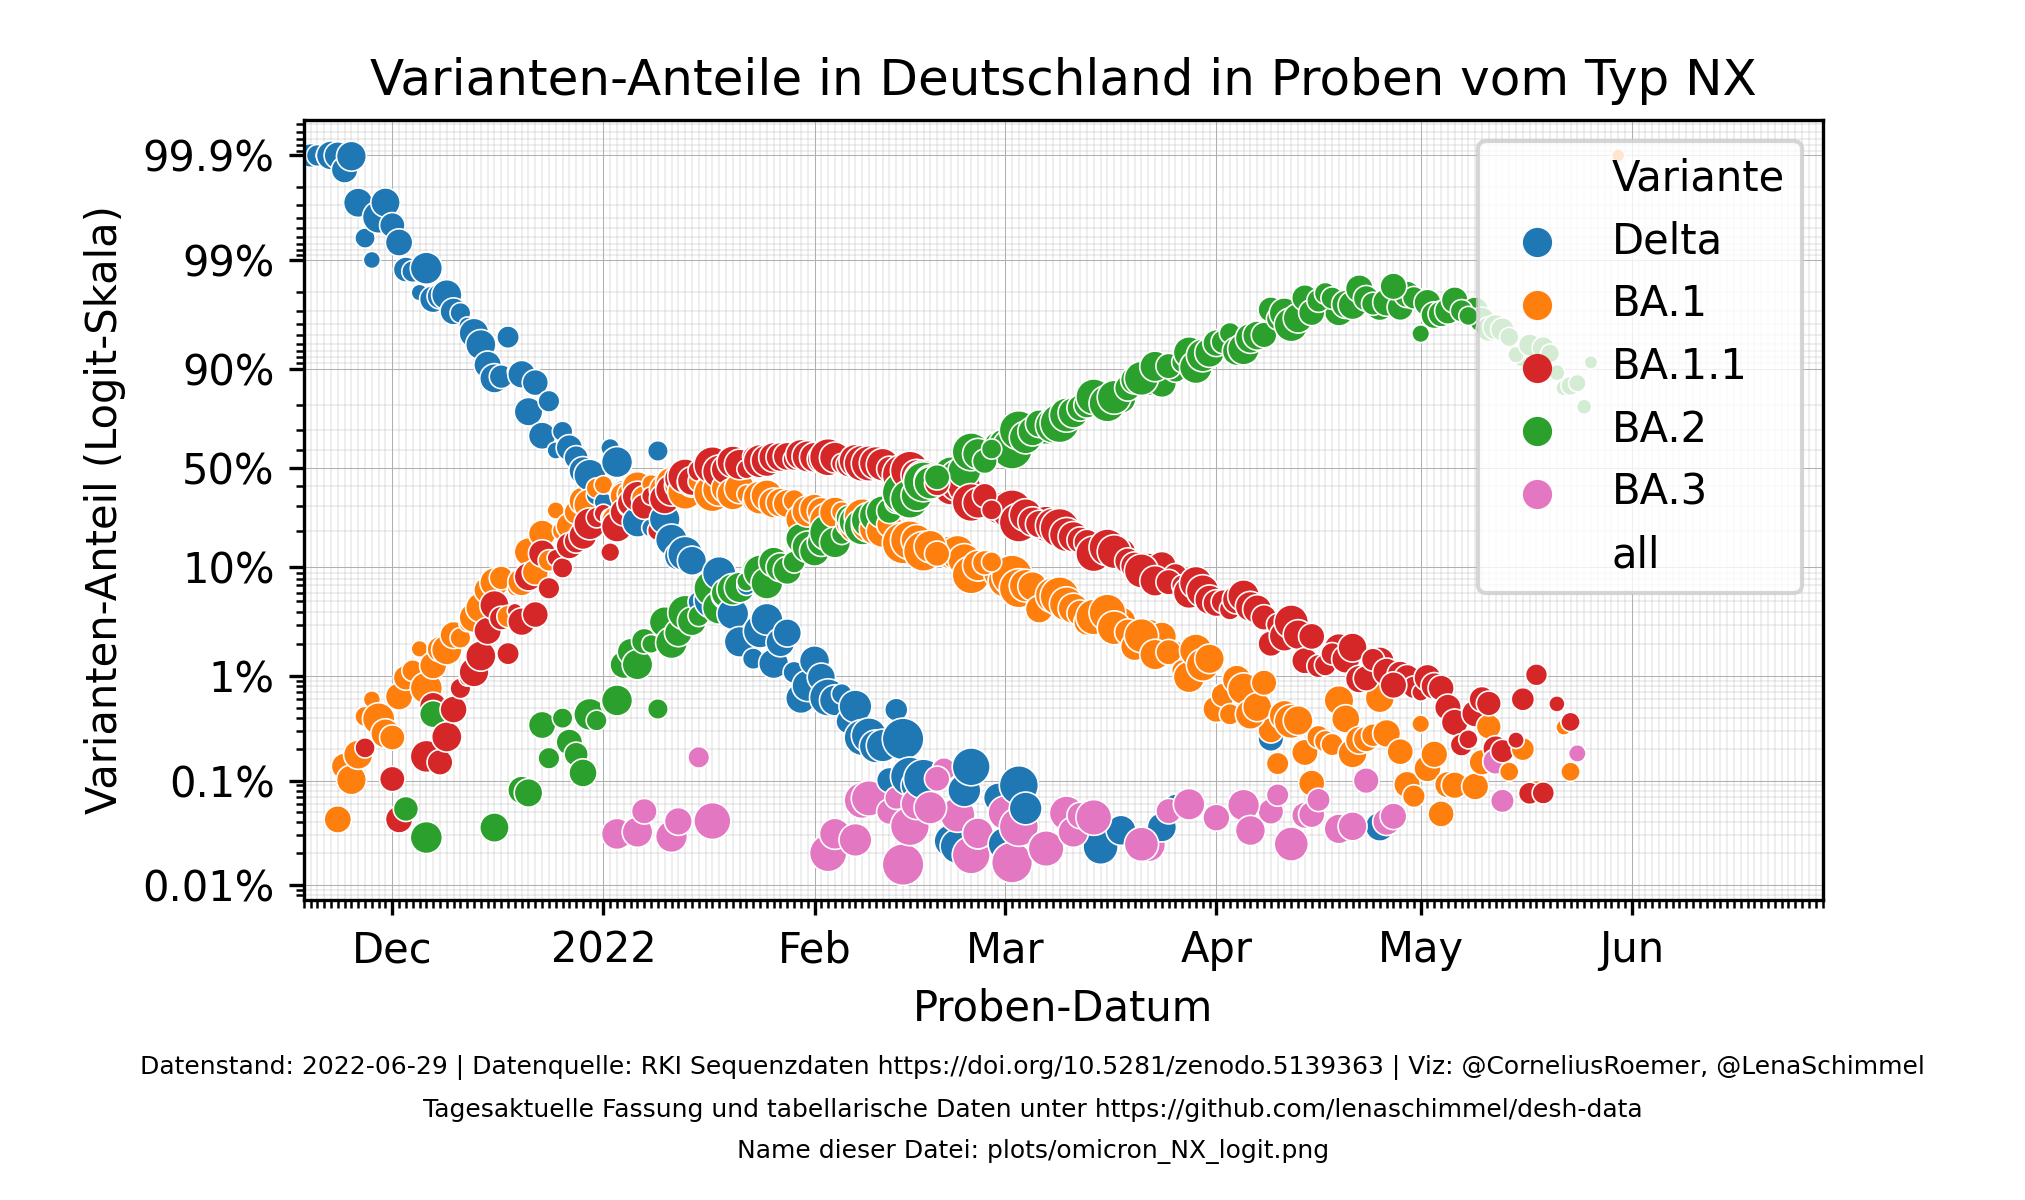 Varianten-Anteile in Deutschland in Proben vom Typ NX
Varianten-Anteil (Logit-Skala)
99.9%
99%
90%
50%
10%
1%
0.1%
0.01%
Variante
Delta
BA.1
BA.1.1
BA.2
BA.3
all
Dec
2022
Feb
Mar
Apr
May
Jun
Proben-Datum
Datenstand: 2022-06-29 | Datenquelle: RKI Sequenzdaten https://doi.org/10.5281/zenodo.5139363 | Viz: @CorneliusRoemer, @LenaSchimmel
Tagesaktuelle Fassung und tabellarische Daten unter https://github.com/lenaschimmel/desh-data
Name dieser Datei: plots/omicron_NX_logit.png